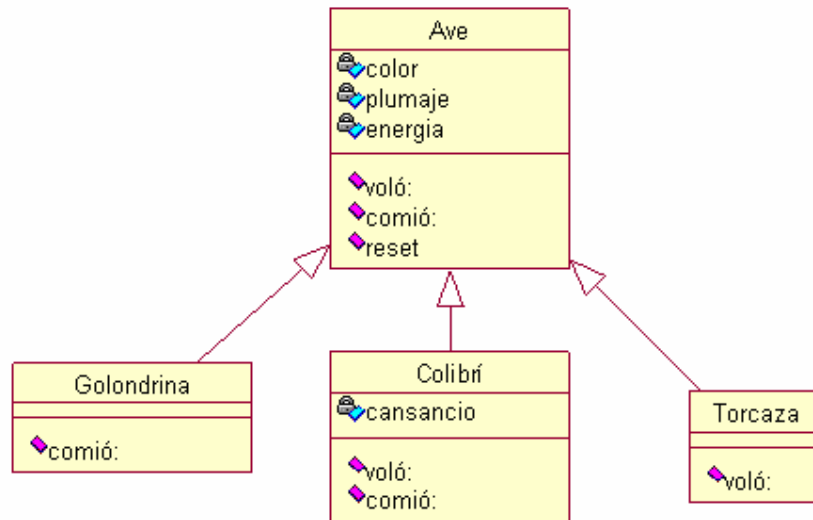 Ave
color
plumaje
energia
voló:
comió:
reset
Golondrina
comió:
Colibrí
cansancio
voló:
comió:
Torcaza
voló: